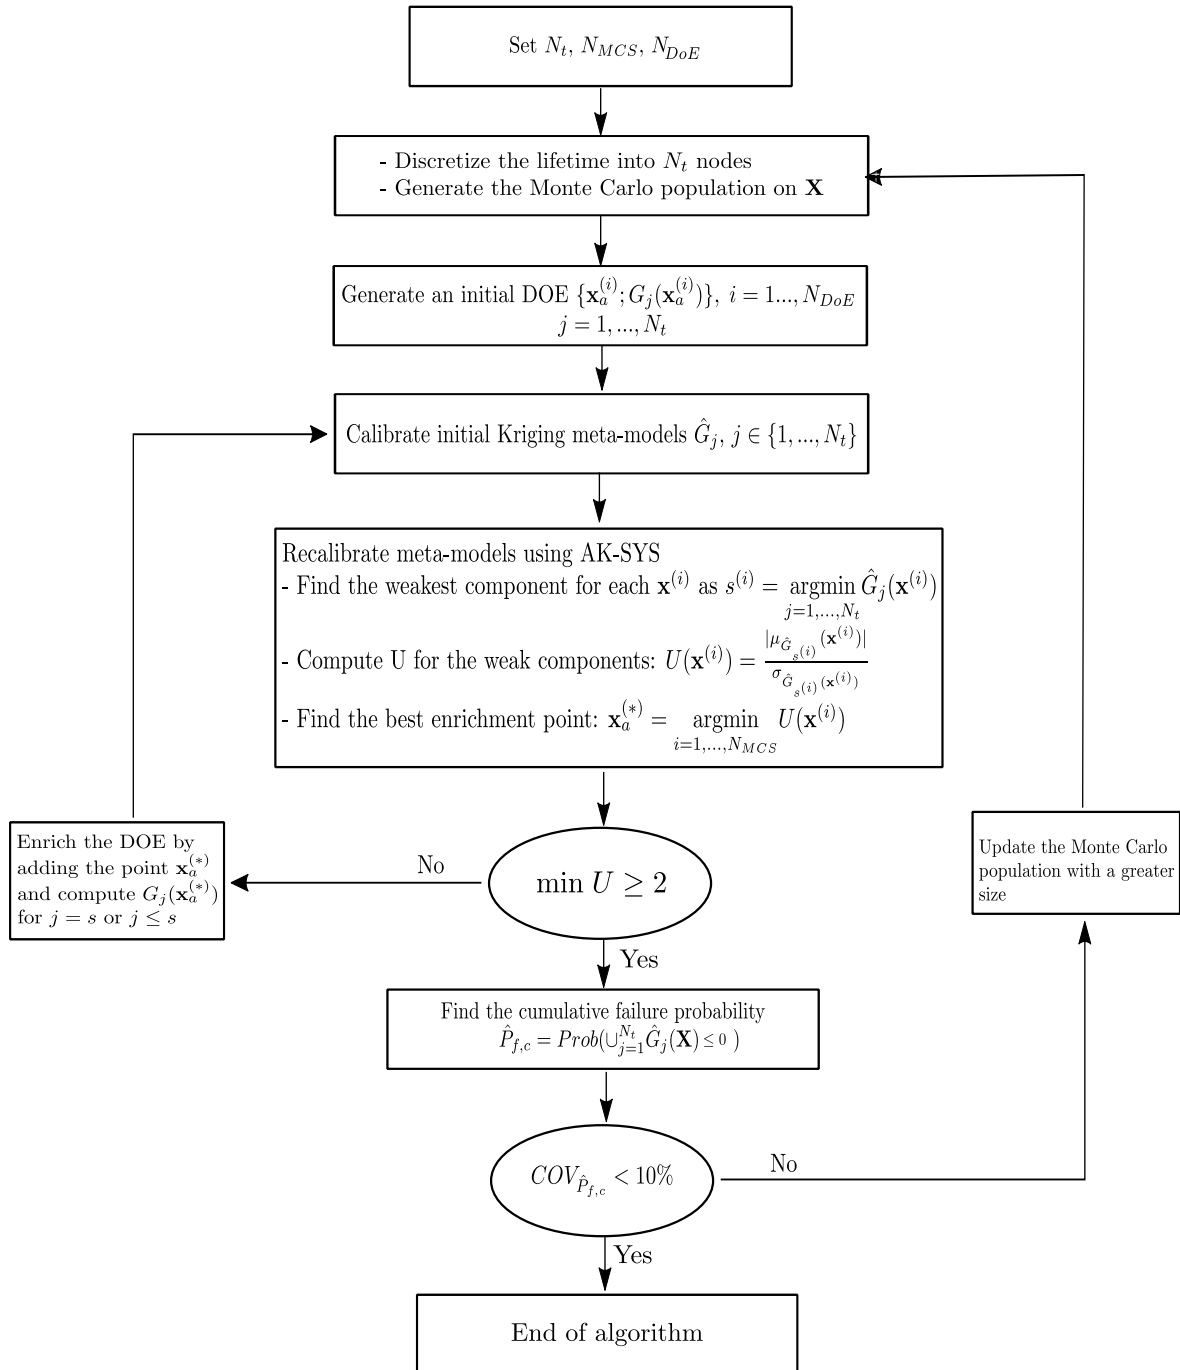 Set $N_t$, $N_{MCS}$, $N_{DoE}$
- Discretize the lifetime into $N_t$ nodes
- Generate the Monte Carlo population on $\mathbf{X}$
Generate an initial DOE $\{\mathbf{x}_a^{(i)}; G_j(\mathbf{x}_a^{(i)})\}$, $i = 1..., N_{DoE}$
$j = 1, ..., N_t$
Calibrate initial Kriging meta-models $\hat{G}_j$, $j \in \{1, ..., N_t\}$
Recalibrate meta-models using AK-SYS
- Find the weakest component for each $\mathbf{x}^{(i)}$ as $s^{(i)} = \underset{j=1,...,N_t}{\mathrm{argmin}} \hat{G}_j(\mathbf{x}^{(i)})$
- Compute U for the weak components: $U(\mathbf{x}^{(i)}) = \frac{|\mu_{\hat{G}_{s^{(i)}}}(\mathbf{x}^{(i)})|}{\sigma_{\hat{G}_{s^{(i)}}(\mathbf{x}^{(i)})}}$
- Find the best enrichment point: $\mathbf{x}_a^{(*)} = \underset{i=1,...,N_{MCS}}{\mathrm{argmin}} U(\mathbf{x}^{(i)})$
Enrich the DOE by
adding the point $\mathbf{x}_a^{(*)}$
and compute $G_j(\mathbf{x}_a^{(*)})$
for $j = s$ or $j \leq s$
No
$\min U \geq 2$
Update the Monte Carlo
population with a greater
size
Yes
Find the cumulative failure probability
$\hat{P}_{f,c} = Prob(\cup_{j=1}^{N_t} \hat{G}_j(\mathbf{X}) \leq 0 )$
$COV_{\hat{P}_{f,c}} < 10\%$
No
Yes
End of algorithm